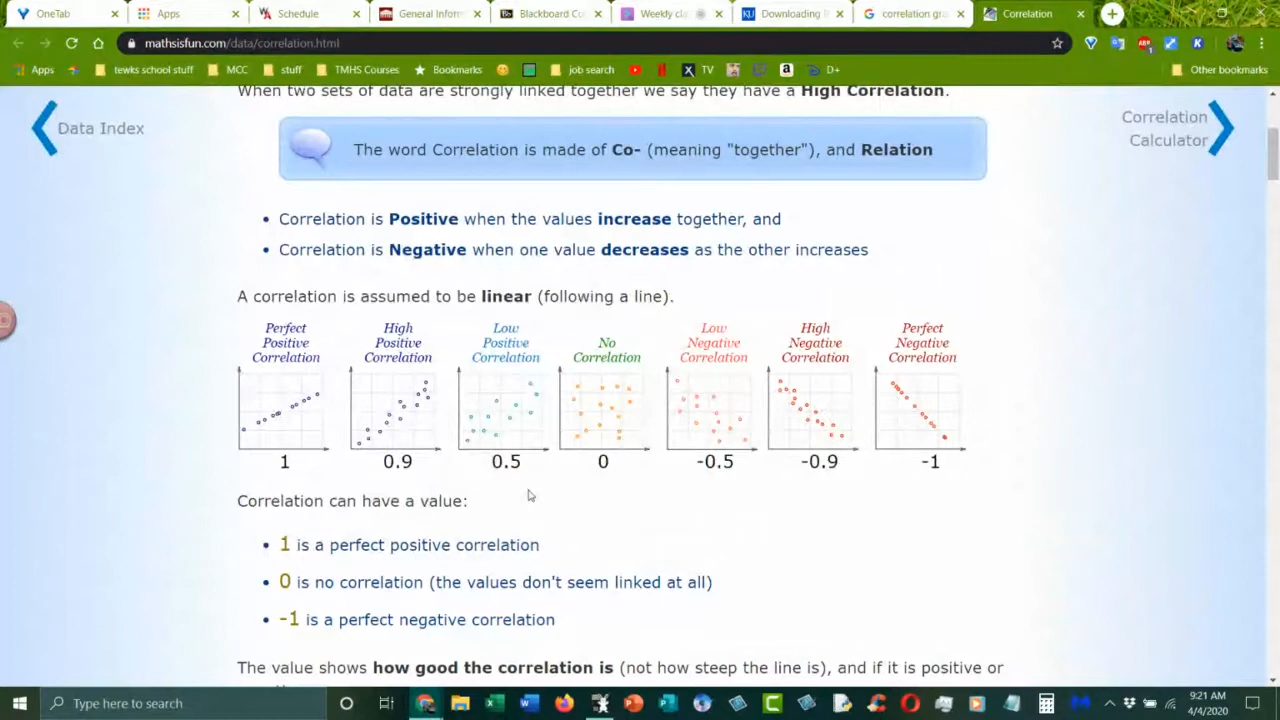 OneTab
Apps
Schedule
General Inform
Blackboard Co
Weekly cla
Downloading R
correlation gra
Correlation
mathsisfun.com/data/correlation.html
Apps
tewks school stuff
MCC
stuff
TMHS Courses
Bookmarks
job search
TV
D+
Other bookmarks
When two sets of data are strongly linked together we say they have a High Correlation.
Data Index
Correlation
Calculator
The word Correlation is made of Co- (meaning "together"), and Relation
Correlation is Positive when the values increase together, and
Correlation is Negative when one value decreases as the other increases
A correlation is assumed to be linear (following a line).
Perfect
Positive
Correlation
High
Positive
Correlation
Low
Positive
Correlation
No
Correlation
Low
Negative
Correlation
High
Negative
Correlation
Perfect
Negative
Correlation
1 0.9 0.5 0 -0.5 -0.9 -1
Correlation can have a value:
1 is a perfect positive correlation
0 is no correlation (the values don't seem linked at all)
-1 is a perfect negative correlation
The value shows how good the correlation is (not how steep the line is), and if it is positive or
Type here to search
9:21 AM
4/4/2020